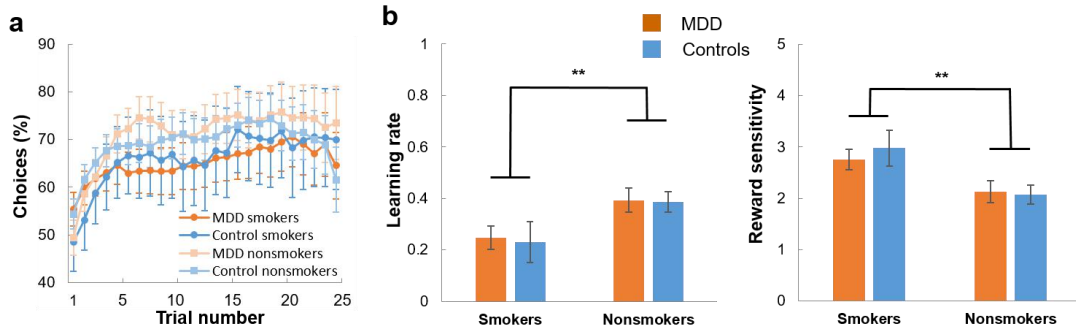 a
90
80
70
60
50
40
Choices (%)
1
5
10
15
20
25
Trial number
MDD smokers
Control smokers
MDD nonsmokers
Control nonsmokers
b
MDD
Controls
1
0.8
0.6
0.4
0.2
0
Learning rate
**
Smokers
Nonsmokers
5
4
3
2
1
0
Reward sensitivity
**
Smokers
Nonsmokers